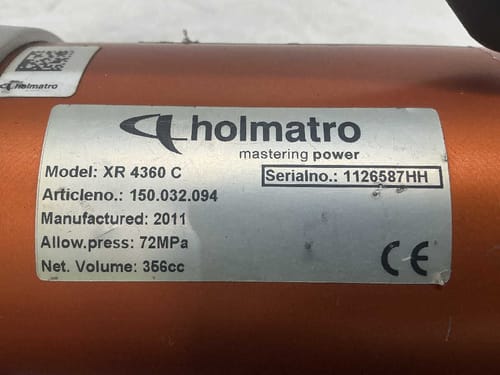 holmatro
holmatro
mastering power
Model: XR 4360 C
Serialno.: 1126587HH
Articleno.: 150.032.094
Manufactured: 2011
Allow.press: 72MPa
Net. Volume: 356cc
CE